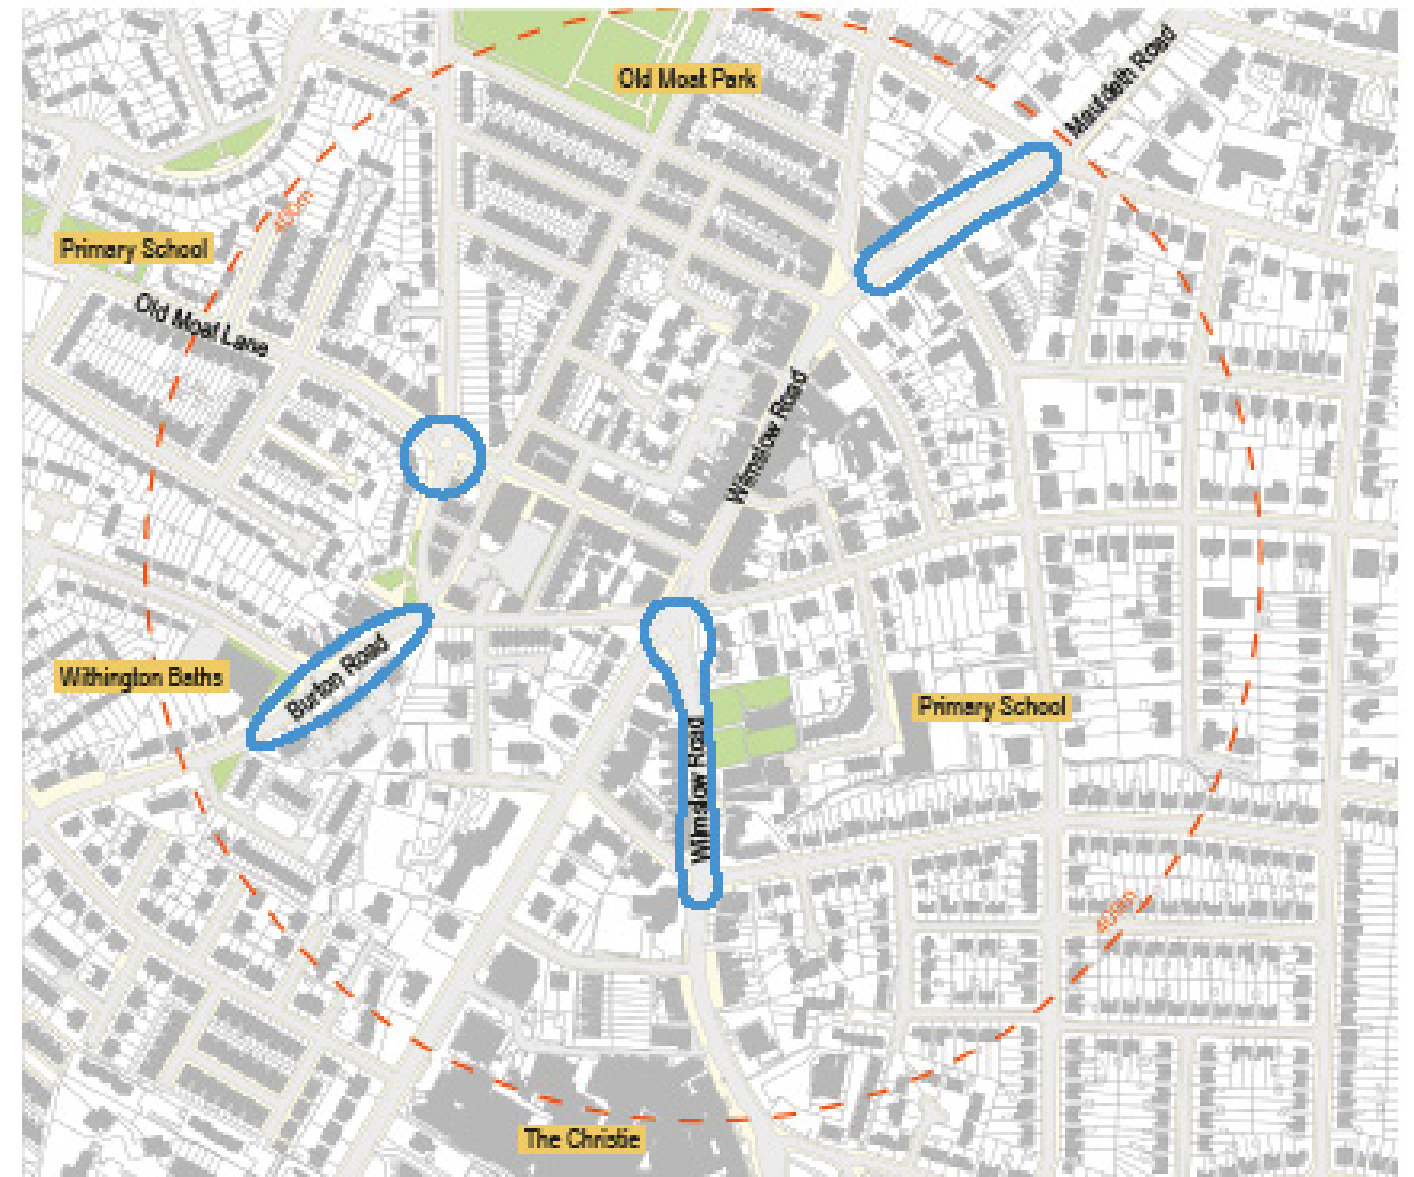 Old Moat Park
Mauldeth Road
400m
Primary School
Old Moat Lane
Wilmslow Road
Burton Road
Withington Baths
Primary School
Wilmslow Road
400m
The Christie